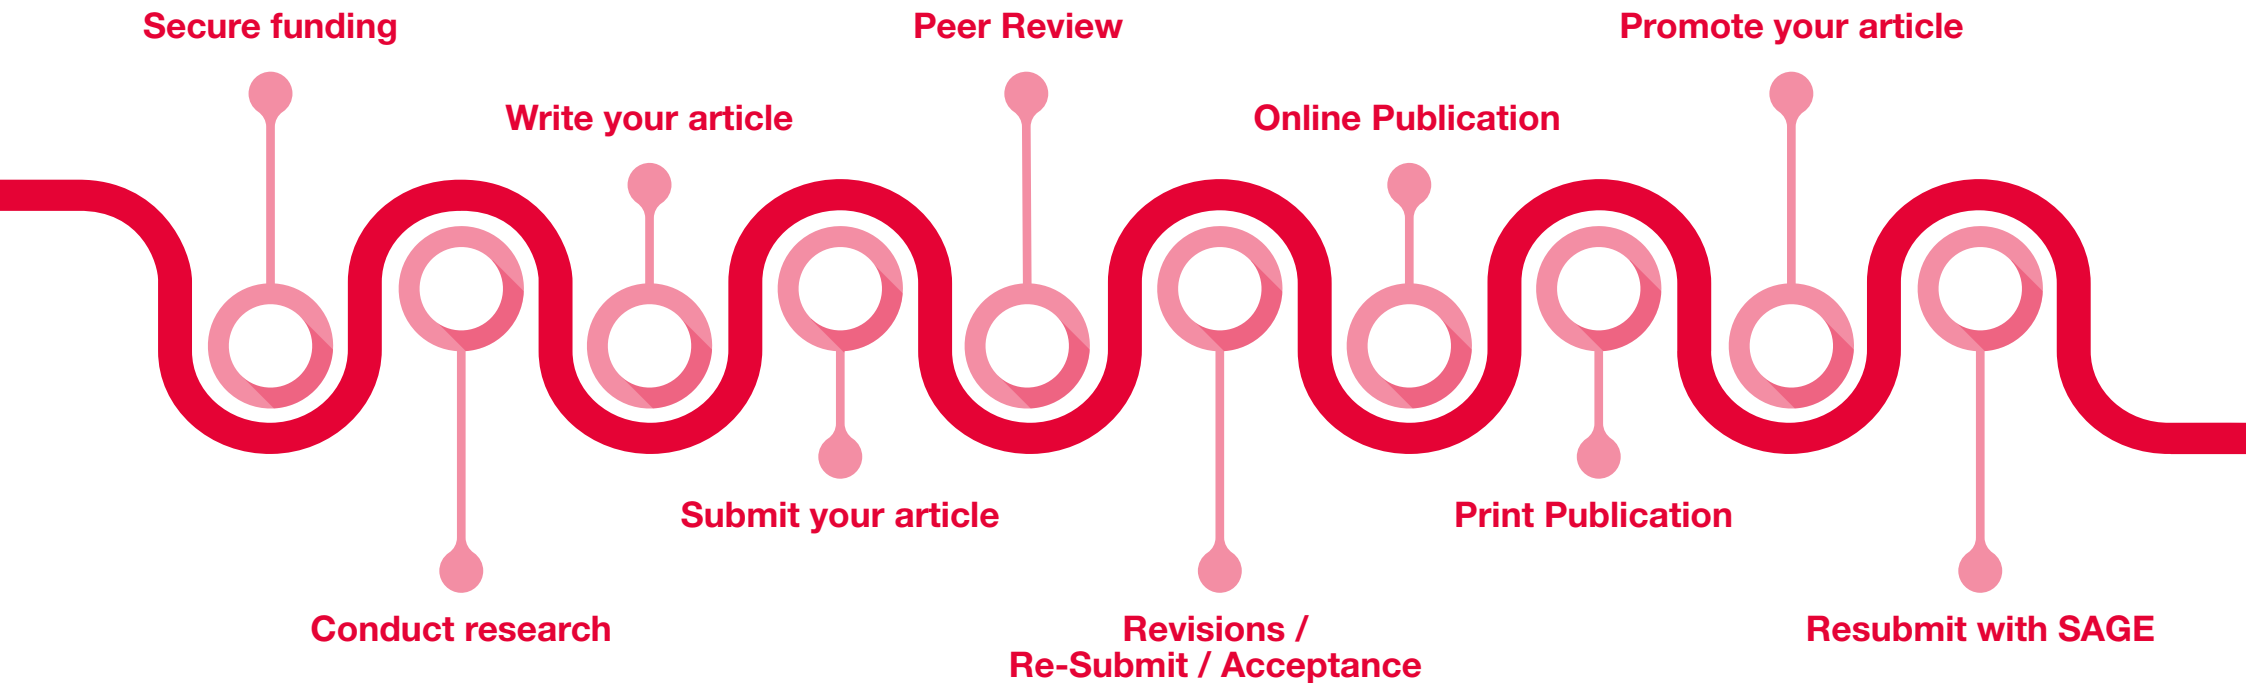 Secure funding
Peer Review
Promote your article
Write your article
Online Publication
Submit your article
Print Publication
Conduct research
Revisions /
Re-Submit / Acceptance
Resubmit with SAGE